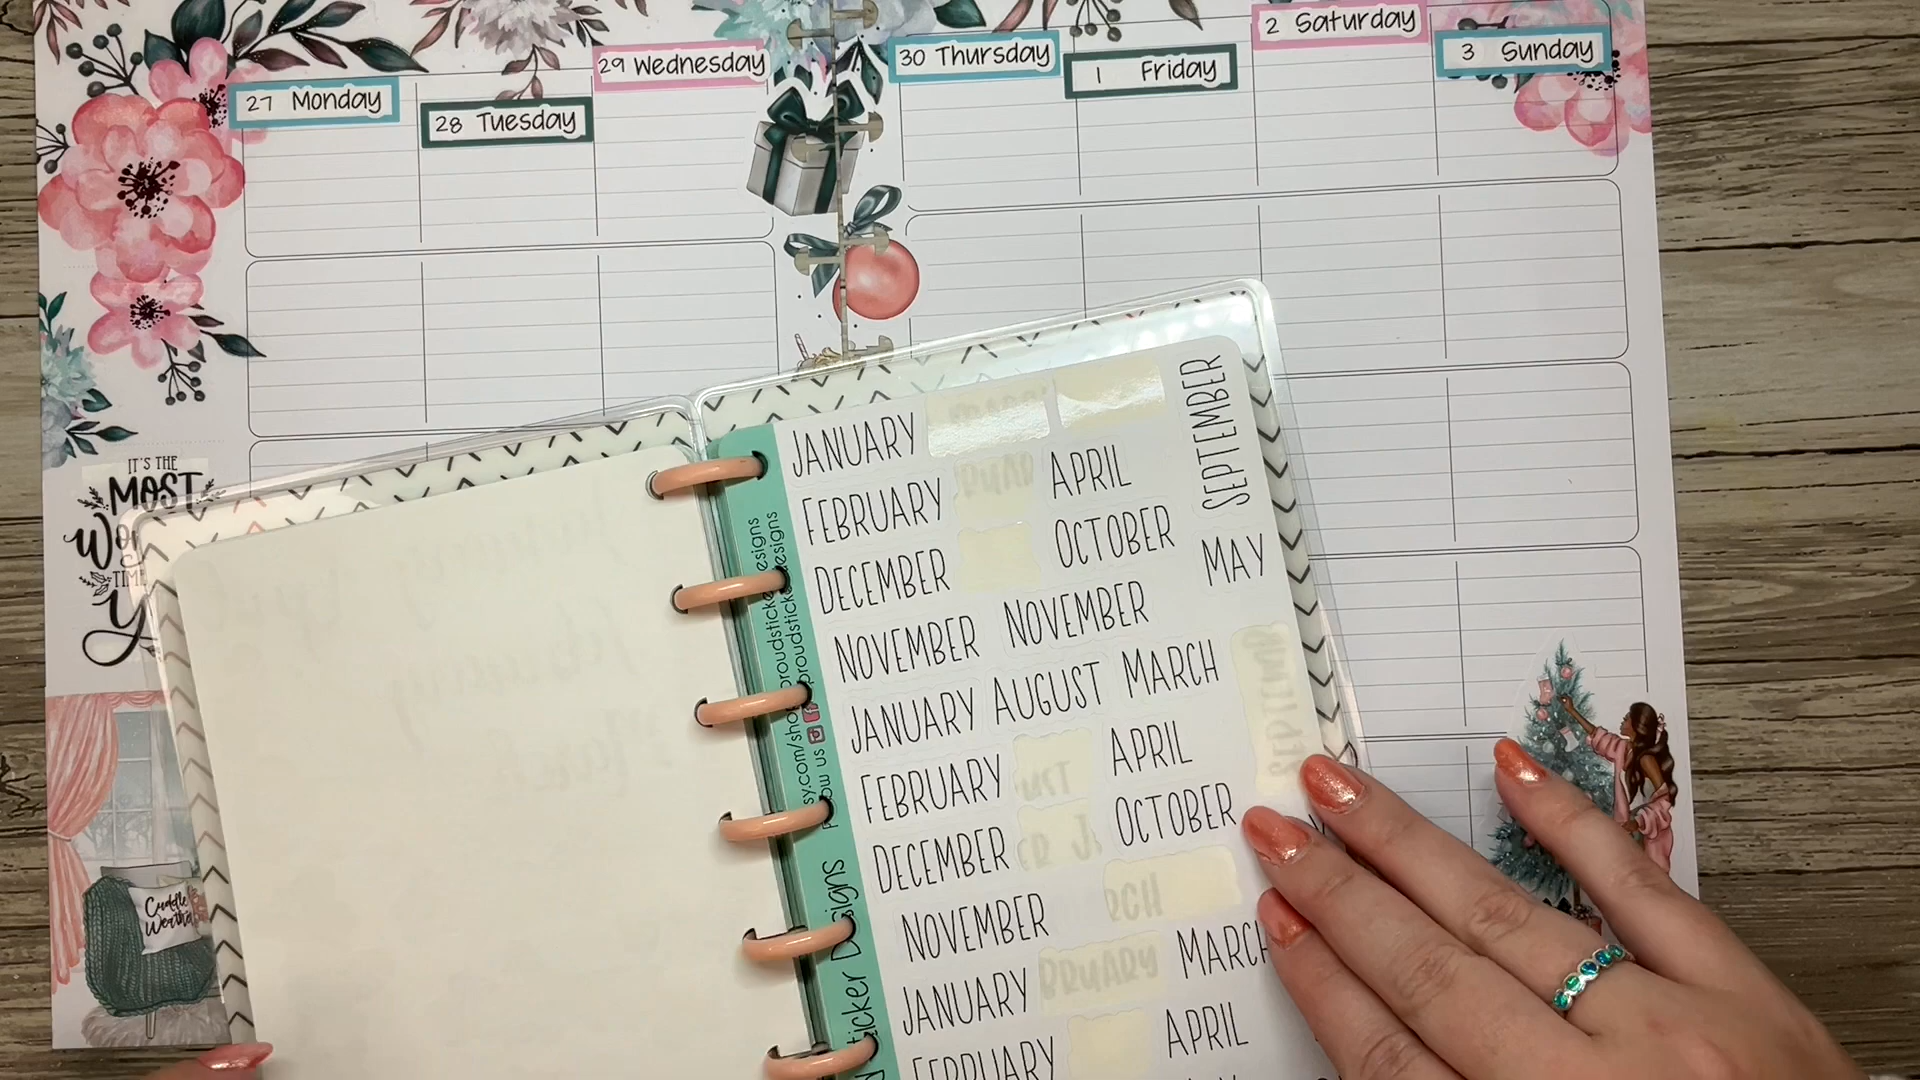 27 Monday
28 Tuesday
29 Wednesday
30 Thursday
1 Friday
2 Saturday
3 Sunday
IT'S THE
MOST
TIME
Cuddle
Weather
JANUARY
FEBRUARY
APRIL
SEPTEMBER
DECEMBER
OCTOBER
MAY
NOVEMBER NOVEMBER
JANUARY AUGUST MARCH
FEBRUARY
APRIL
DECEMBER
OCTOBER
NOVEMBER
JANUARY
MARCH
FEBRUARY
APRIL